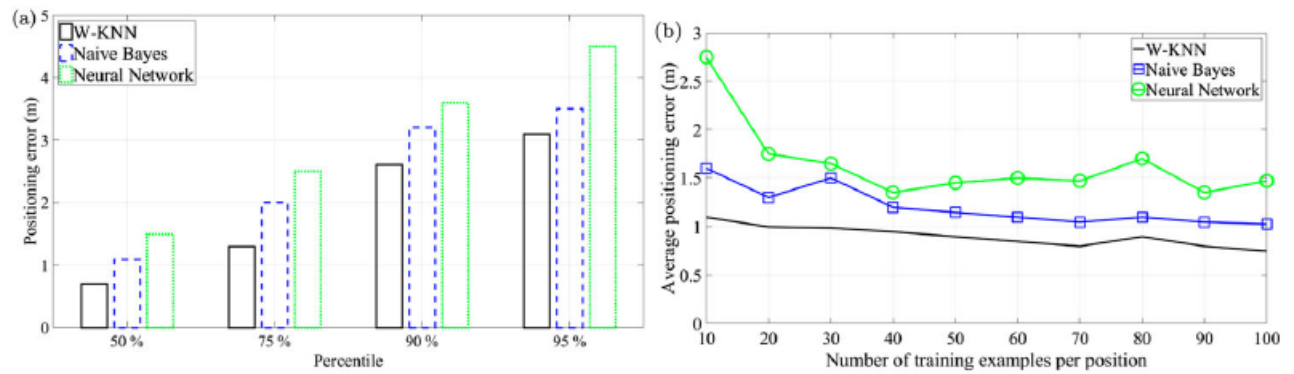 (a)
W-KNN
Naive Bayes
Neural Network
Positioning error (m)
5
4
3
2
1
0
50 %
75 %
90 %
95 %
Percentile
(b)
W-KNN
Naive Bayes
Neural Network
Average positioning error (m)
3
2.5
2
1.5
1
0.5
0
10
20
30
40
50
60
70
80
90
100
Number of training examples per position